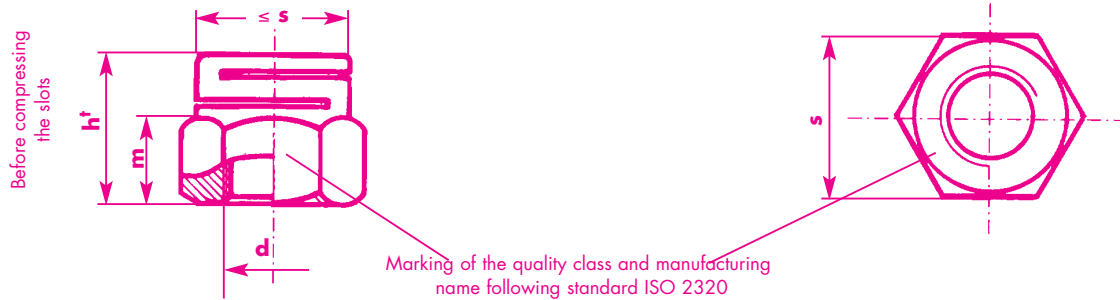 ≤ s
Before compressing
the slots
h¹
m
d
s
Marking of the quality class and manufacturing
name following standard ISO 2320